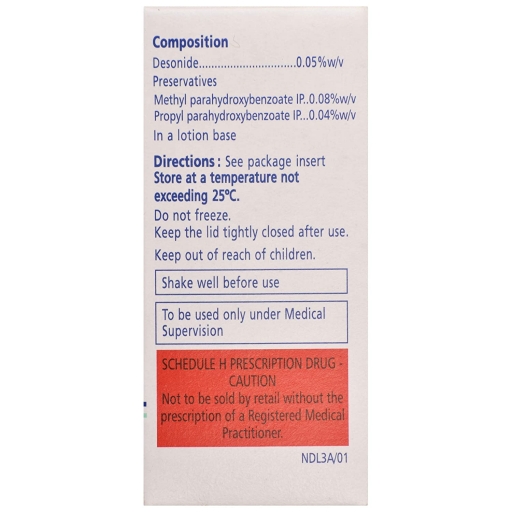 Composition
Desonide...............................0.05%w/v
Preservatives
Methyl parahydroxybenzoate IP..0.08%w/v
Propyl parahydroxybenzoate IP...0.04%w/v
In a lotion base
Directions : See package insert
Store at a temperature not
exceeding 25°C.
Do not freeze.
Keep the lid tightly closed after use.
Keep out of reach of children.
Shake well before use
To be used only under Medical
Supervision
SCHEDULE H PRESCRIPTION DRUG -
CAUTION
Not to be sold by retail without the
prescription of a Registered Medical
Practitioner.
NDL3A/01